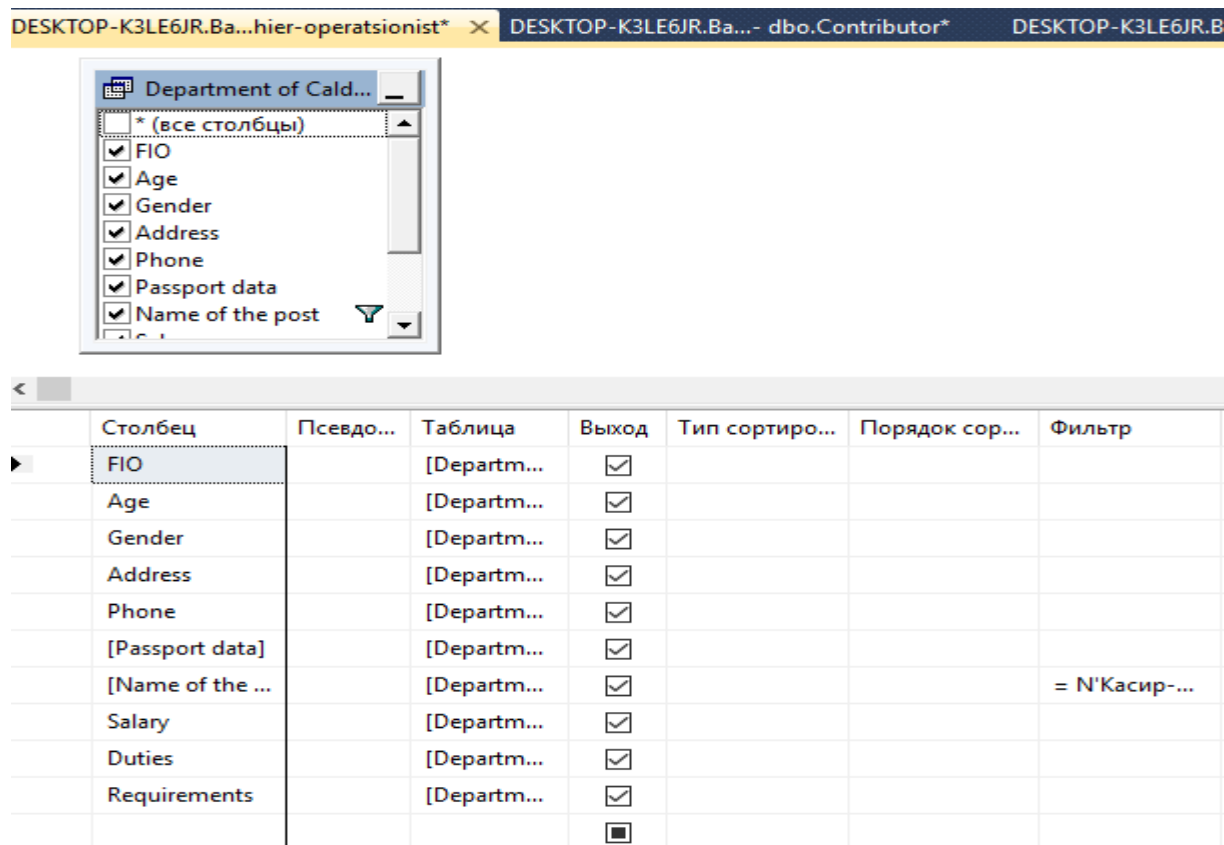 DESKTOP-K3LE6JR.Ba...hier-operatsionist* DESKTOP-K3LE6JR.Ba...- dbo.Contributor* DESKTOP-K3LE6JR.B
Department of Cald...
* (все столбцы)
FIO
Age
Gender
Address
Phone
Passport data
Name of the post
Столбец Псевдо... Таблица Выход Тип сортиро... Порядок сор... Фильтр
FIO [Departm...
Age [Departm...
Gender [Departm...
Address [Departm...
Phone [Departm...
[Passport data] [Departm...
[Name of the ... [Departm... = N'Касир-...
Salary [Departm...
Duties [Departm...
Requirements [Departm...